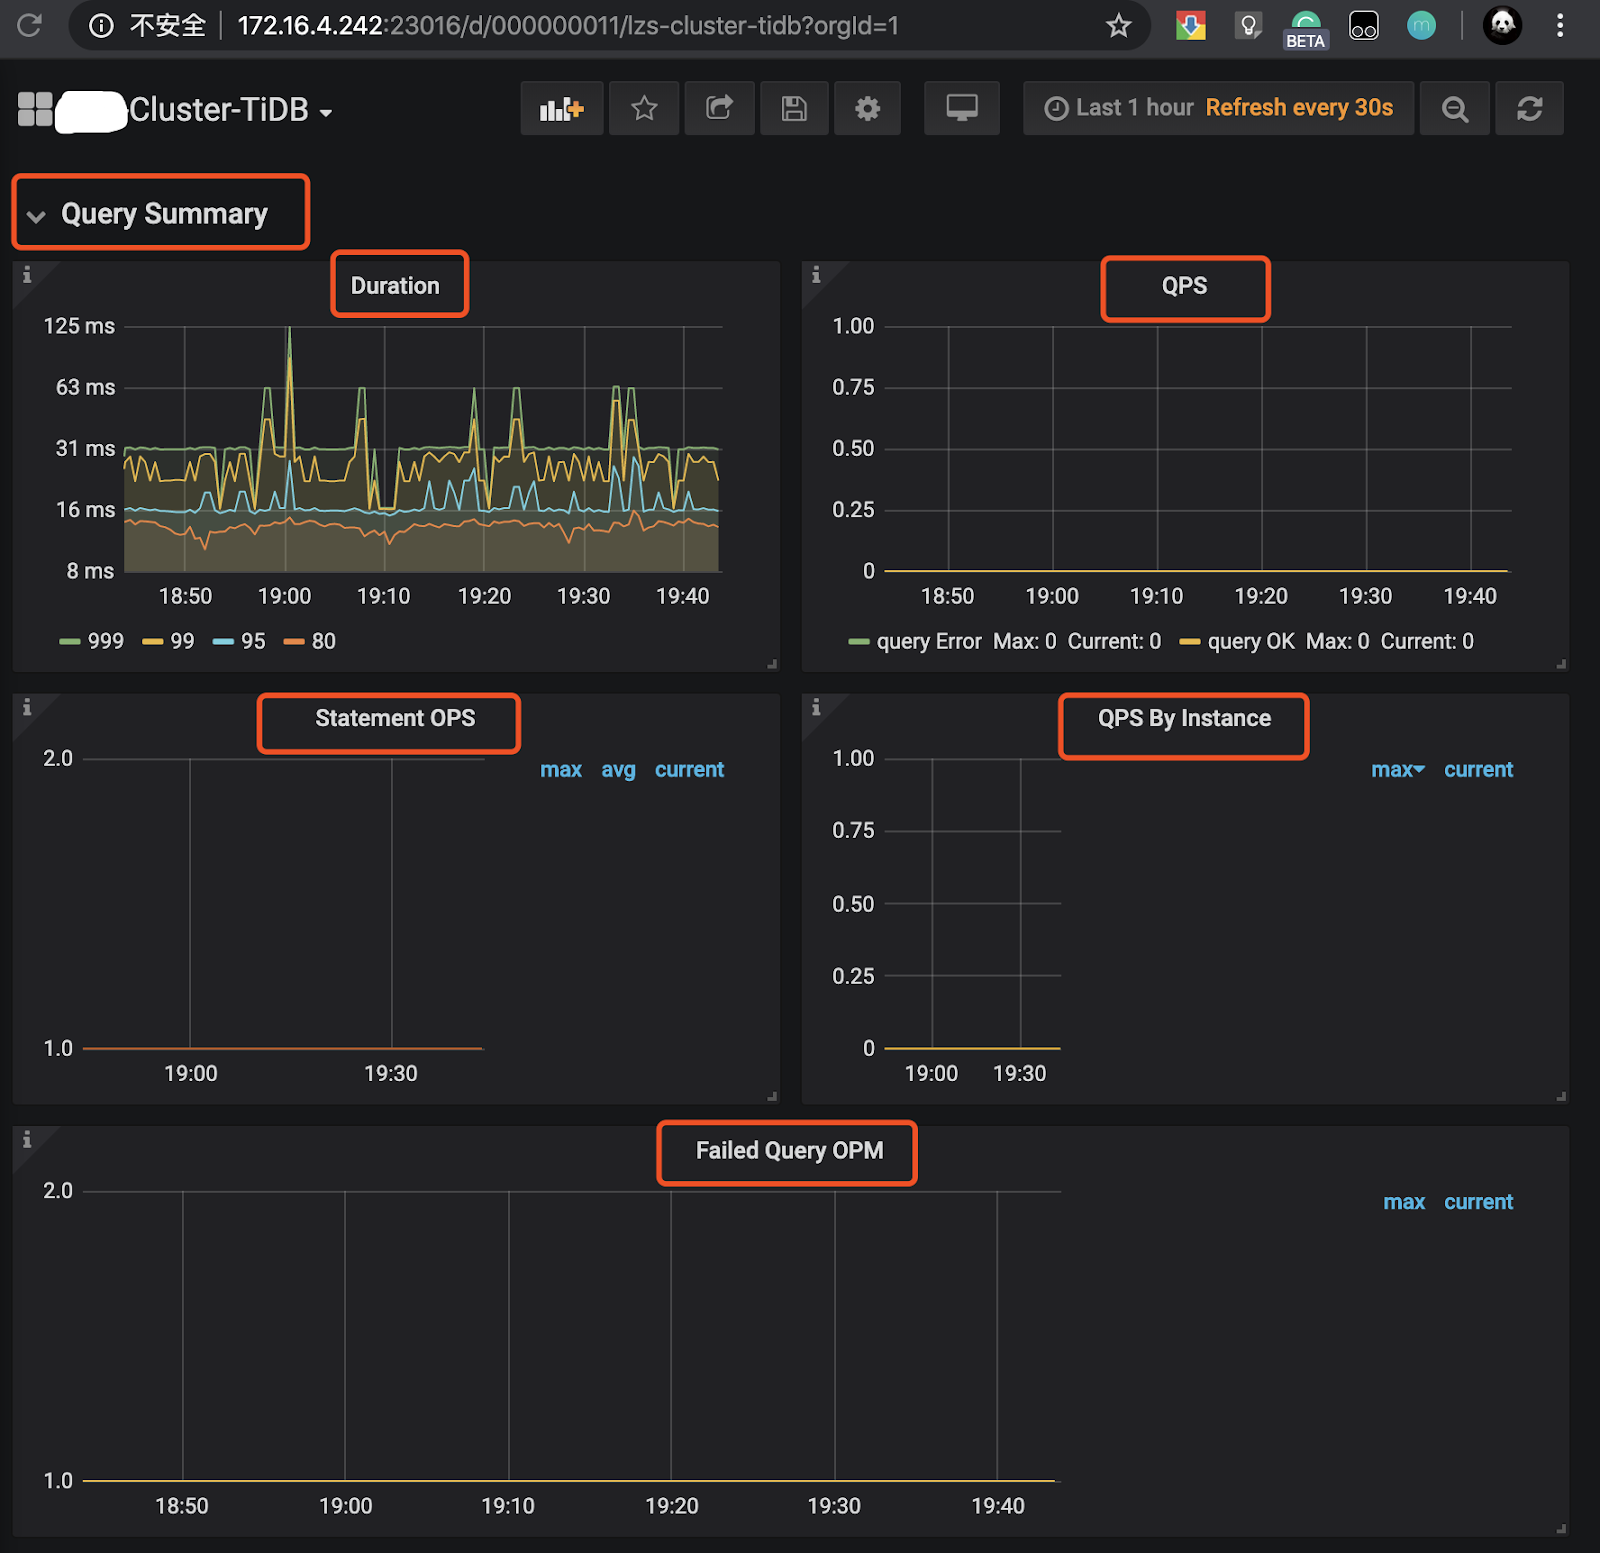 不安全 172.16.4.242:23016/d/000000011/lzs-cluster-tidb?orgId=1
BETA
m
Cluster-TiDB
Last 1 hour Refresh every 30s
Query Summary
Duration
125 ms
63 ms
31 ms
16 ms
8 ms
18:50 19:00 19:10 19:20 19:30 19:40
999 99 95 80
QPS
1.00
0.75
0.50
0.25
0
18:50 19:00 19:10 19:20 19:30 19:40
query Error Max: 0 Current: 0 query OK Max: 0 Current: 0
Statement OPS
max avg current
2.0
1.0
19:00 19:30
QPS By Instance
max current
1.00
0.75
0.50
0.25
0
19:00 19:30
Failed Query OPM
max current
2.0
1.0
18:50 19:00 19:10 19:20 19:30 19:40